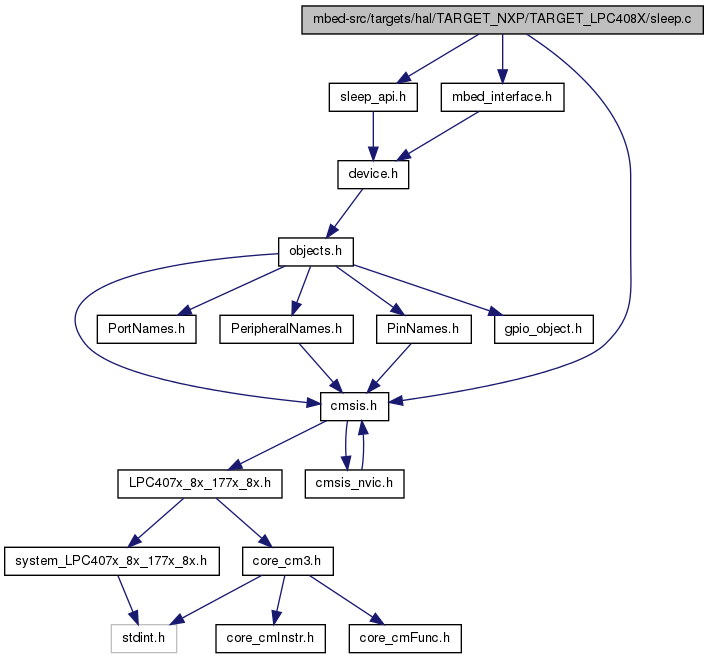 mbed-src/targets/hal/TARGET_NXP/TARGET_LPC408X/sleep.c
sleep_api.h
mbed_interface.h
device.h
objects.h
PortNames.h
PeripheralNames.h
PinNames.h
gpio_object.h
cmsis.h
LPC407x_8x_177x_8x.h
cmsis_nvic.h
system_LPC407x_8x_177x_8x.h
core_cm3.h
stdint.h
core_cmInstr.h
core_cmFunc.h